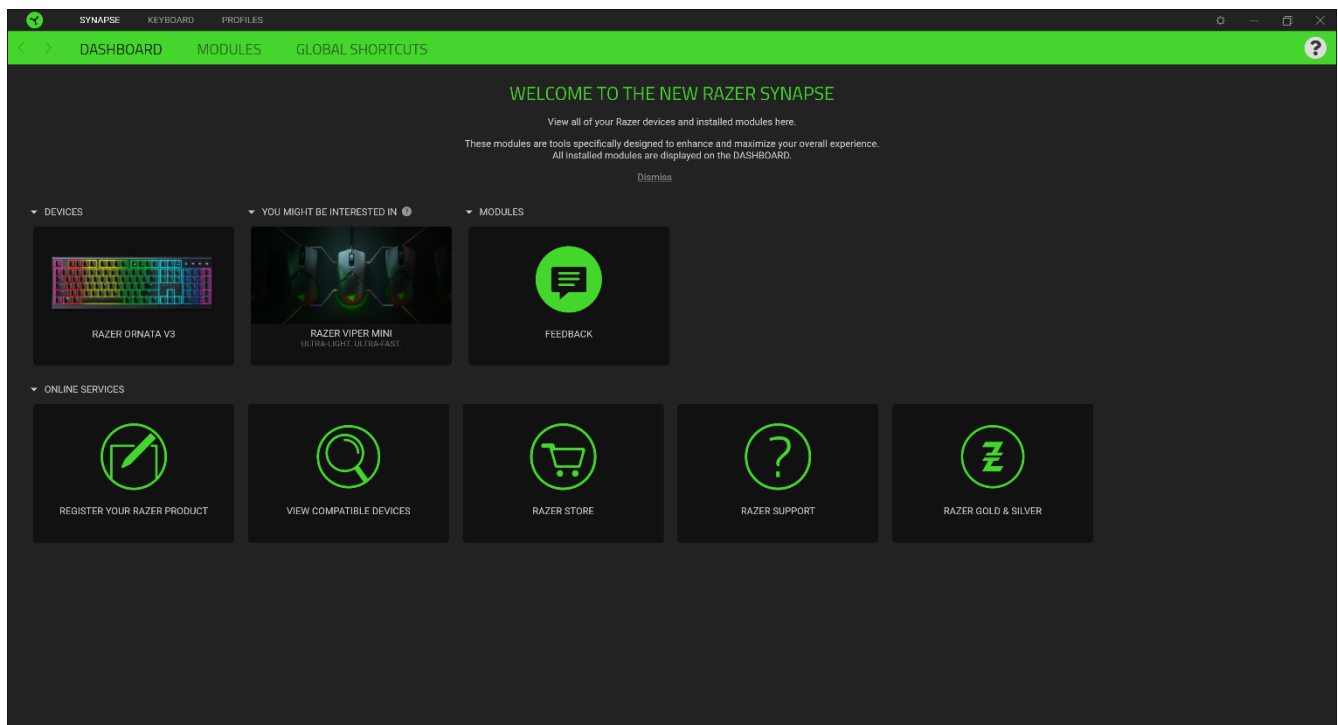 SYNAPSE KEYBOARD PROFILES
DASHBOARD MODULES GLOBAL SHORTCUTS
?
WELCOME TO THE NEW RAZER SYNAPSE
View all of your Razer devices and installed modules here.
These modules are tools specifically designed to enhance and maximize your overall experience.
All installed modules are displayed on the DASHBOARD.
Dismiss
DEVICES
YOU MIGHT BE INTERESTED IN ?
MODULES
RAZER ORNATA V3
RAZER VIPER MINI
ULTRA-LIGHT. ULTRA-FAST.
FEEDBACK
ONLINE SERVICES
REGISTER YOUR RAZER PRODUCT
VIEW COMPATIBLE DEVICES
RAZER STORE
?
RAZER SUPPORT
RAZER GOLD & SILVER